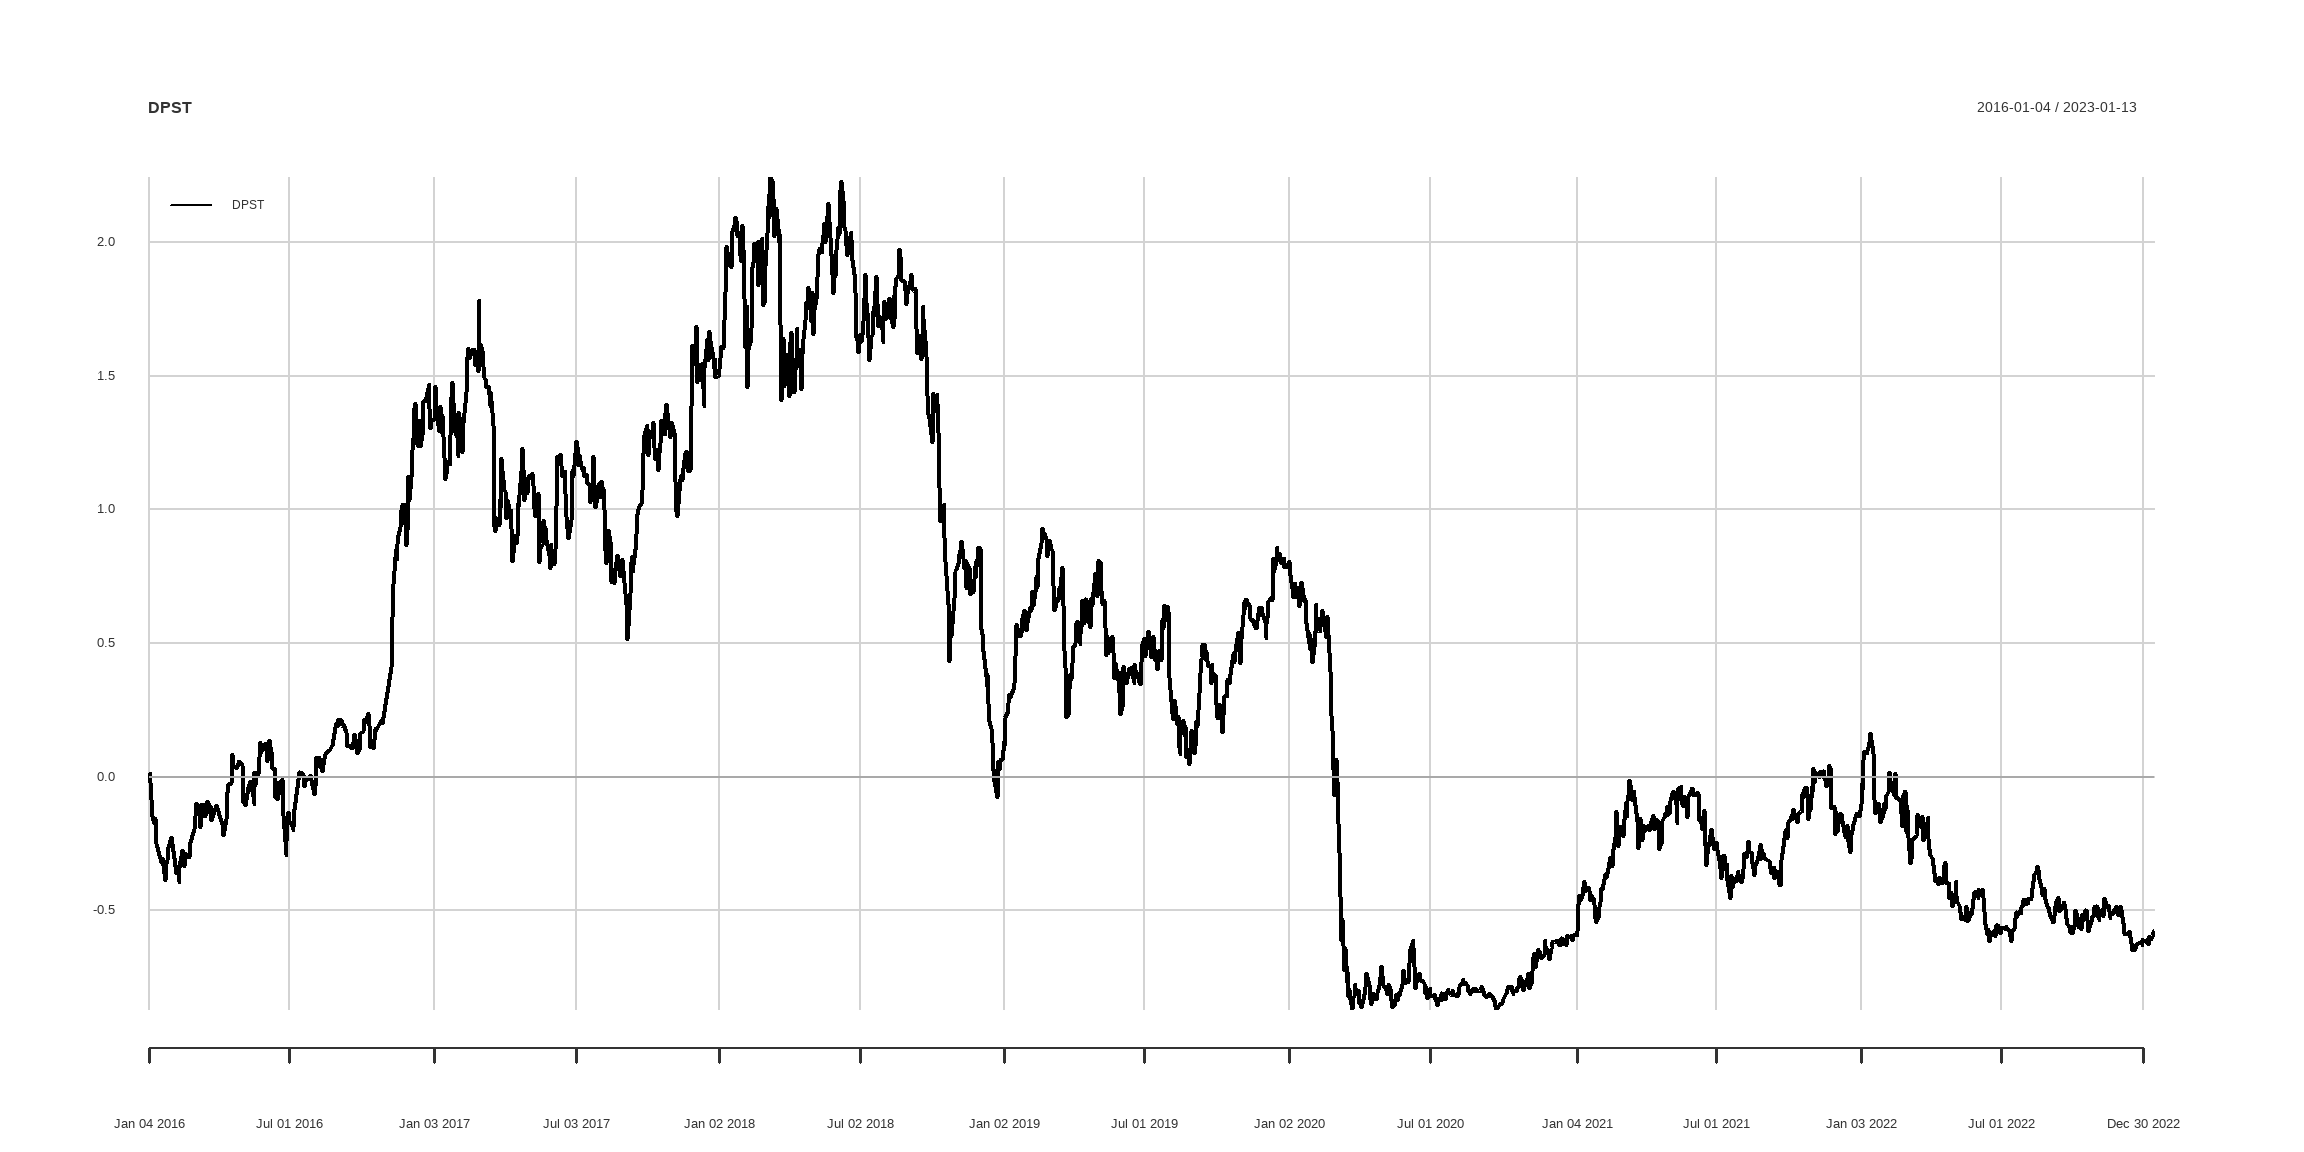 DPST
2016-01-04 / 2023-01-13
DPST
2.0
1.5
1.0
0.5
0.0
-0.5
Jan 04 2016
Jul 01 2016
Jan 03 2017
Jul 03 2017
Jan 02 2018
Jul 02 2018
Jan 02 2019
Jul 01 2019
Jan 02 2020
Jul 01 2020
Jan 04 2021
Jul 01 2021
Jan 03 2022
Jul 01 2022
Dec 30 2022